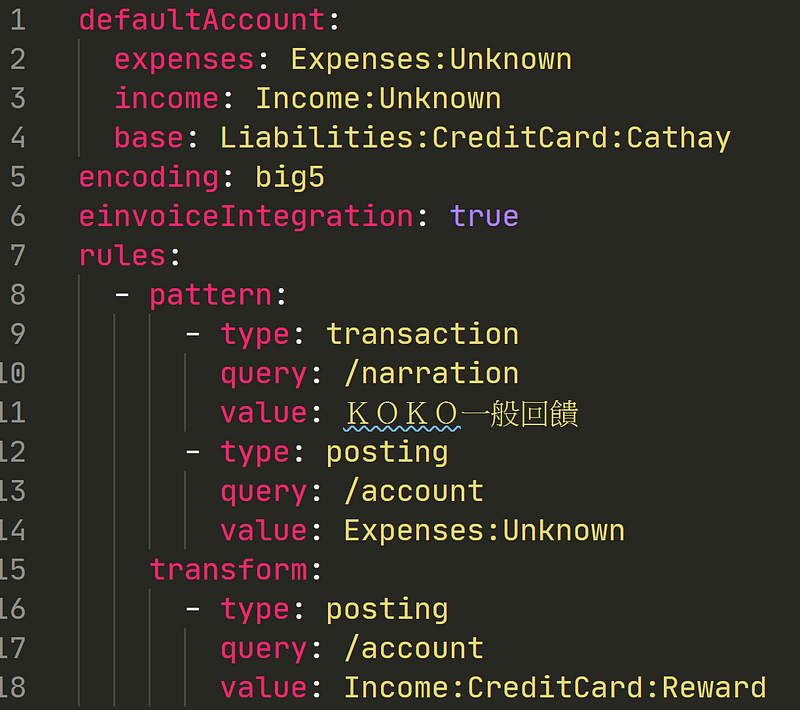 1 defaultAccount:
2   expenses: Expenses:Unknown
3   income: Income:Unknown
4   base: Liabilities:CreditCard:Cathay
5 encoding: big5
6 einvoiceIntegration: true
7 rules:
8   - pattern:
9       - type: transaction
10         query: /narration
11         value: ＫＯＫＯ一般回饋
12       - type: posting
13         query: /account
14         value: Expenses:Unknown
15     transform:
16       - type: posting
17         query: /account
18         value: Income:CreditCard:Reward